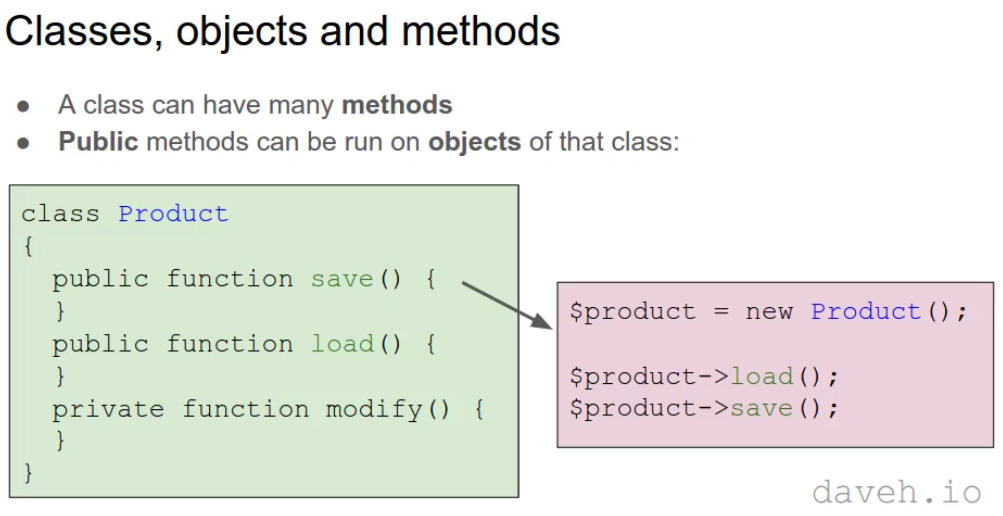 Classes, objects and methods
● A class can have many methods
● Public methods can be run on objects of that class:
class Product
{
  public function save() {
  }
  public function load() {
  }
  private function modify() {
  }
}
$product = new Product();
$product->load();
$product->save();
daveh.io